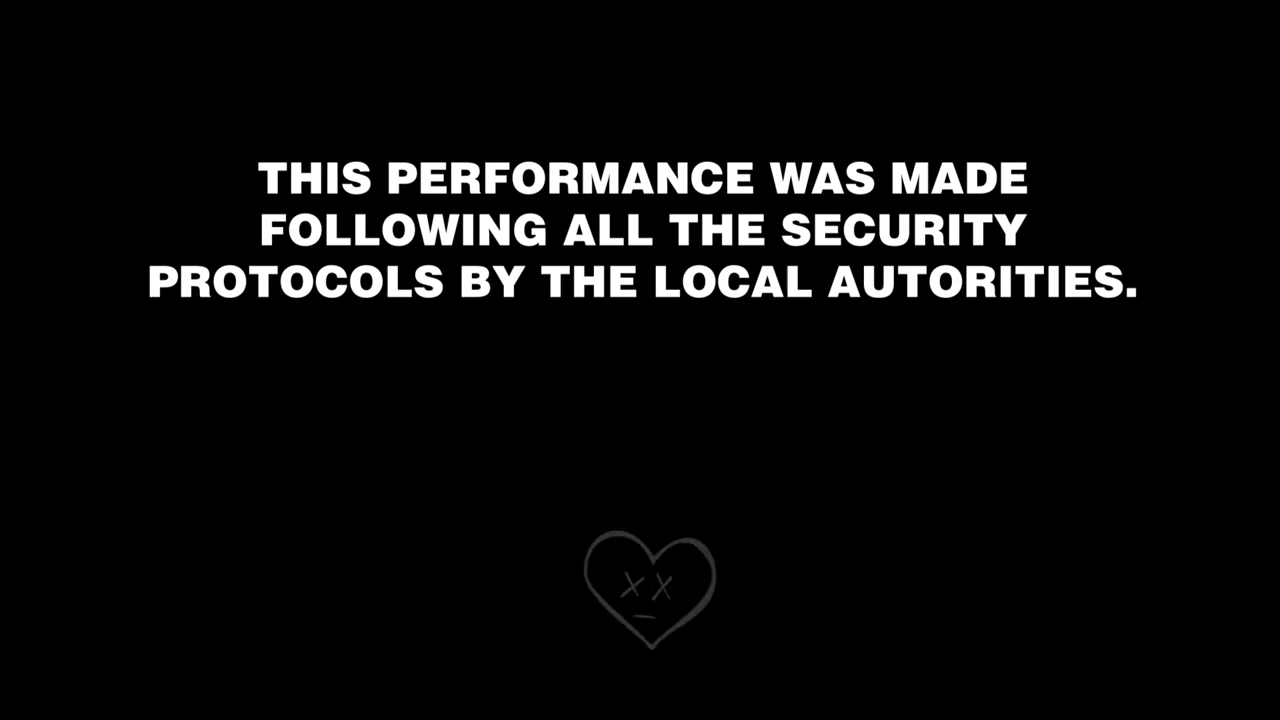 THIS PERFORMANCE WAS MADE
FOLLOWING ALL THE SECURITY
PROTOCOLS BY THE LOCAL AUTORITIES.